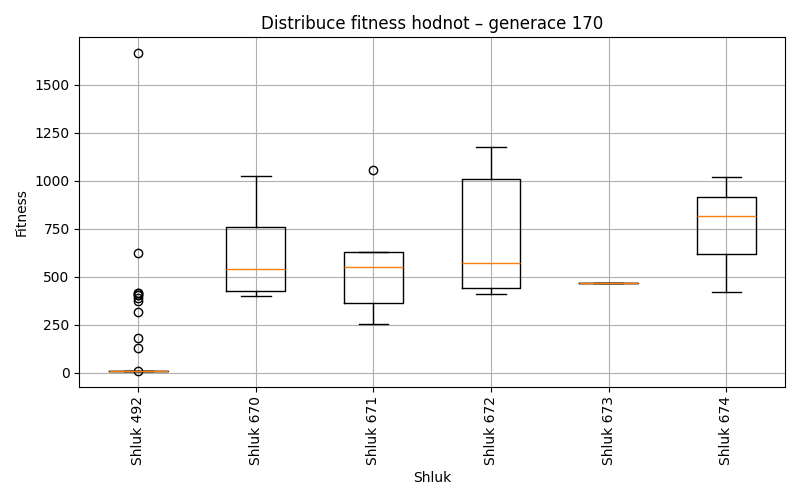 Distribuce fitness hodnot – generace 170
1500
1250
1000
750
500
250
0
Fitness
Shluk 492
Shluk 670
Shluk 671
Shluk 672
Shluk 673
Shluk 674
Shluk